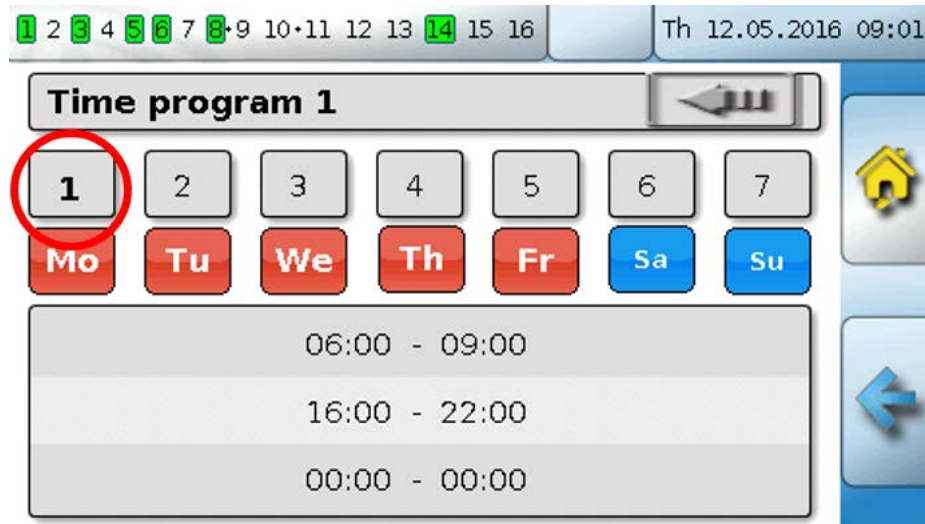 1 2 3 4 5 6 7 8·9 10·11 12 13 14 15 16 Th 12.05.2016 09:01
Time program 1
1 2 3 4 5 6 7
Mo Tu We Th Fr Sa Su
06:00 - 09:00
16:00 - 22:00
00:00 - 00:00